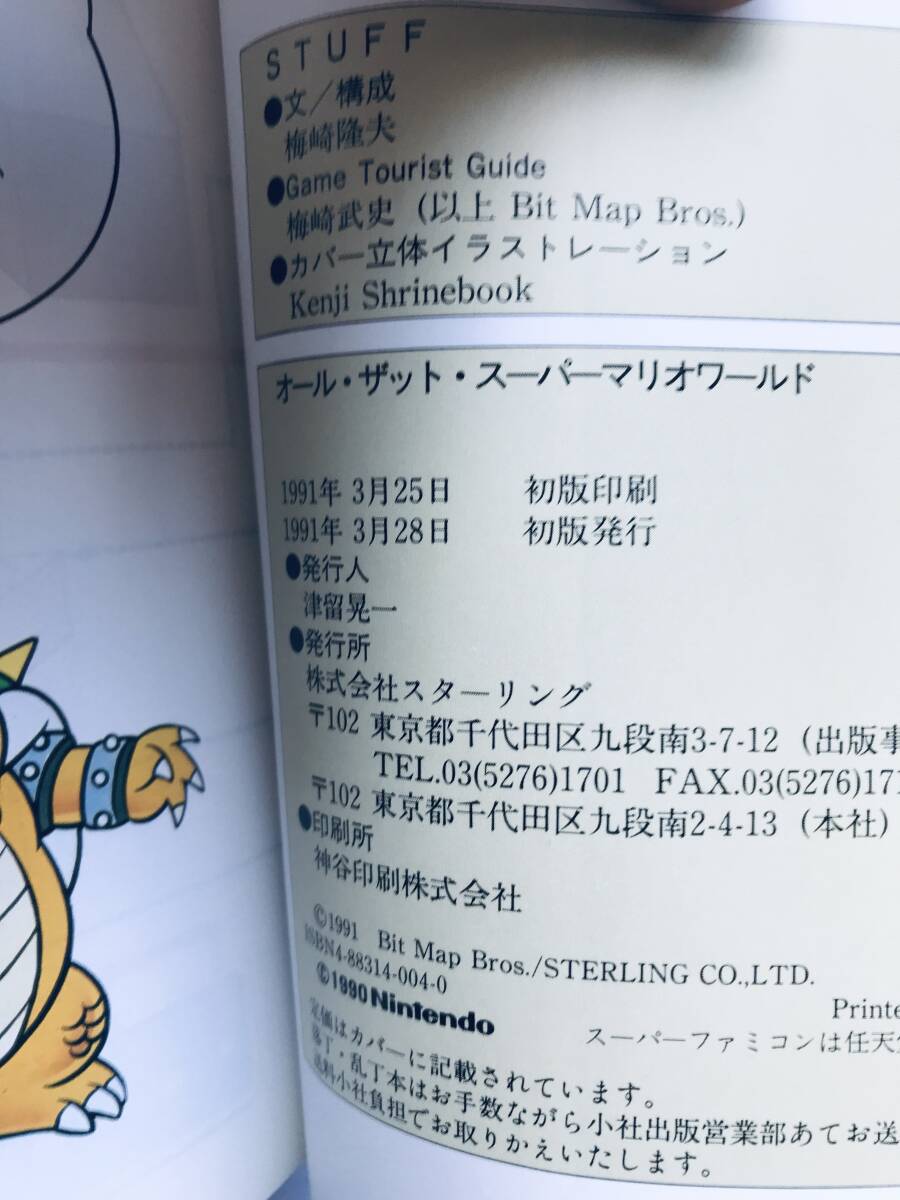 STUFF
●文／構成
梅崎隆夫
●Game Tourist Guide
梅崎武史（以上 Bit Map Bros.）
●カバー立体イラストレーション
Kenji Shrinebook
オール・ザット・スーパーマリオワールド
1991年 3月25日 初版印刷
1991年 3月28日 初版発行
●発行人
津留晃一
●発行所
株式会社スターリング
〒102 東京都千代田区九段南3-7-12（出版事
TEL.03(5276)1701 FAX.03(5276)171
〒102 東京都千代田区九段南2-4-13（本社）
●印刷所
神谷印刷株式会社
©1991 Bit Map Bros./STERLING CO.,LTD.
ISBN4-88314-004-0
Printe
©1990 Nintendo
スーパーファミコンは任天堂
定価はカバーに記載されています。
落丁・乱丁本はお手数ながら小社出版営業部あてお送
送料小社負担でお取りかえいたします。